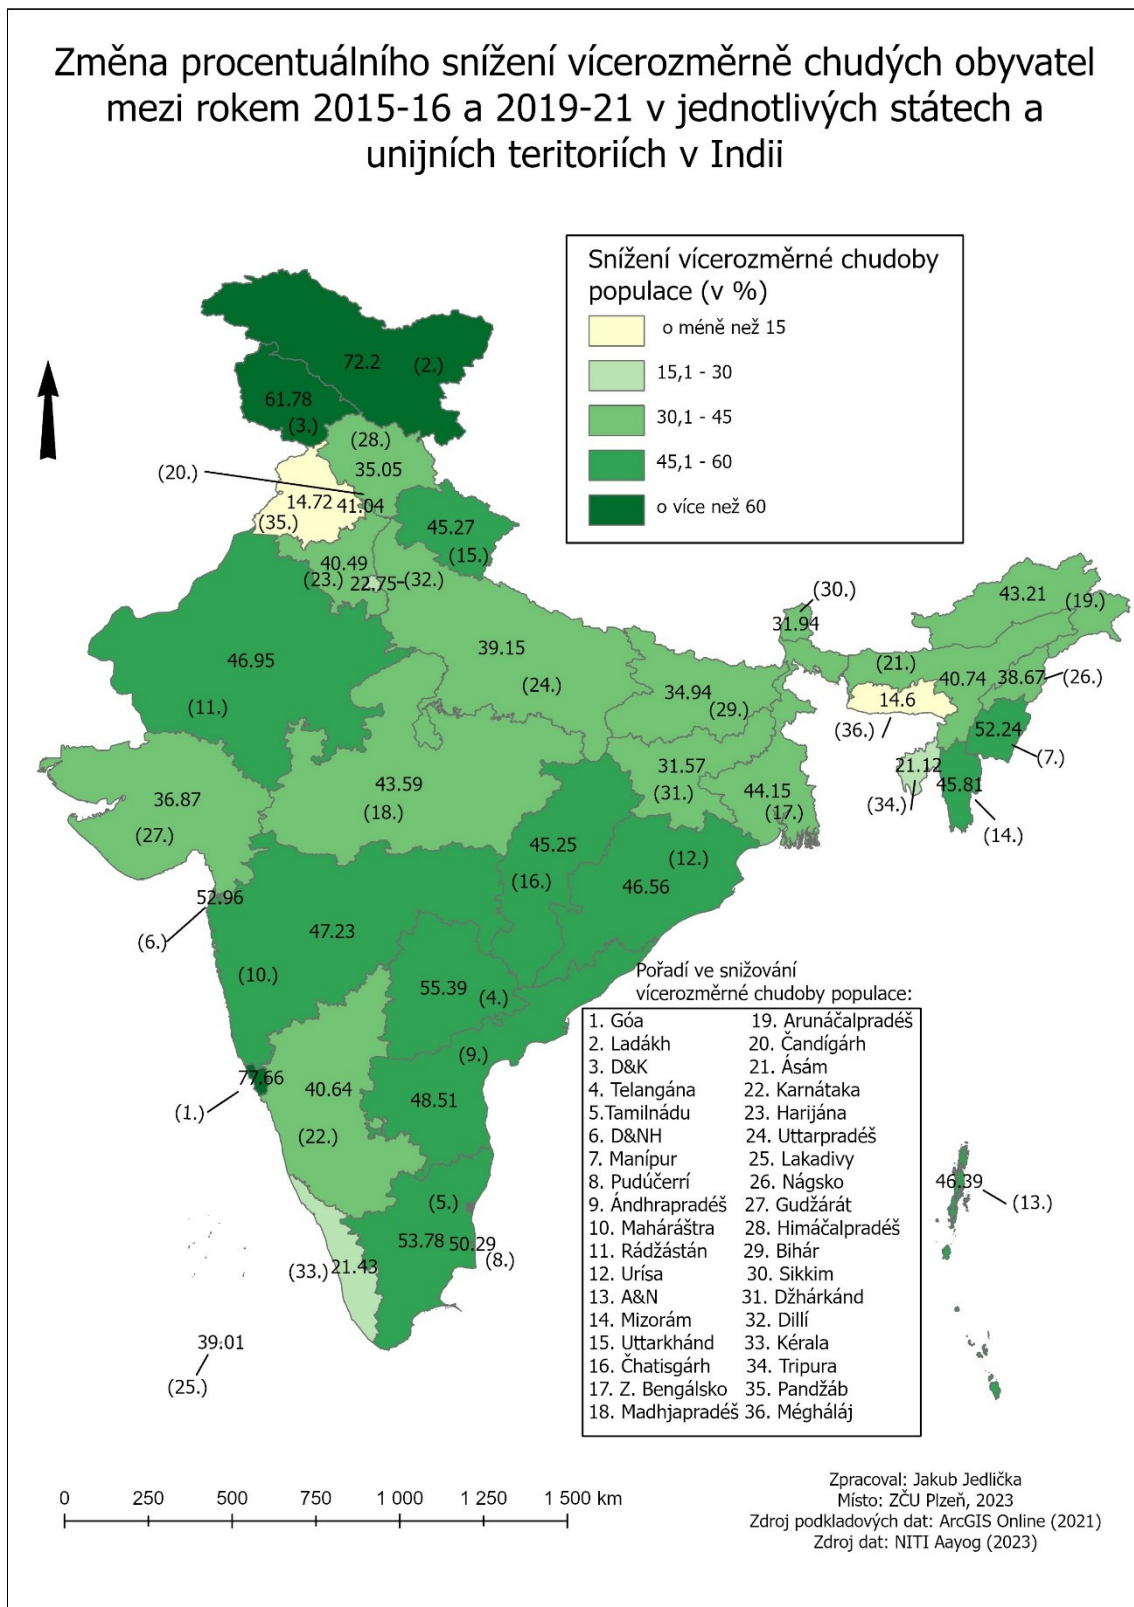 Změna procentuálního snížení vícerozměrně chudých obyvatel
mezi rokem 2015-16 a 2019-21 v jednotlivých státech a
unijních teritoriích v Indii
Snížení vícerozměrné chudoby
populace (v %)
o méně než 15
15,1 - 30
30,1 - 45
45,1 - 60
o více než 60
72.2 (2.)
61.78
(3.)
(28.)
35.05
(20.)
14.72 41.04
(35.)
45.27
(15.)
40.49
(23.) 22.75 (32.)
(30.)
31.94
43.21 (19.)
46.95
(11.)
39.15
(24.)
34.94
(29.)
(21.)
40.74 38.67 (26.)
14.6
(36.)
52.24
(7.)
36.87
(27.)
43.59
(18.)
31.57
(31.)
44.15
(17.)
21.12
(34.)
45.81
(14.)
45.25
(16.)
(12.)
46.56
52.96
(6.)
47.23
(10.)
55.39 (4.)
(9.)
48.51
77.66
(1.)
40.64
(22.)
46.39
(13.)
(5.)
53.78 50.29
(8.)
(33.) 21.43
39.01
(25.)
Pořadí ve snižování
vícerozměrné chudoby populace:
1. Góa
2. Ladákh
3. D&K
4. Telangána
5.Tamilnádu
6. D&NH
7. Manípur
8. Pudúčerrí
9. Ándhrapradéš
10. Maháráštra
11. Rádžástán
12. Urísa
13. A&N
14. Mizorám
15. Uttarkhánd
16. Čhatisgárh
17. Z. Bengálsko
18. Madhjapradéš
19. Arunáčalpradéš
20. Čandígárh
21. Ásám
22. Karnátaka
23. Harijána
24. Uttarpradéš
25. Lakadivy
26. Nágsko
27. Gudžárát
28. Himáčalpradéš
29. Bihár
30. Sikkim
31. Džhárkánd
32. Dillí
33. Kérala
34. Tripura
35. Pandžáb
36. Méghaláj
0 250 500 750 1 000 1 250 1 500 km
Zpracoval: Jakub Jedlička
Místo: ZČU Plzeň, 2023
Zdroj podkladových dat: ArcGIS Online (2021)
Zdroj dat: NITI Aayog (2023)